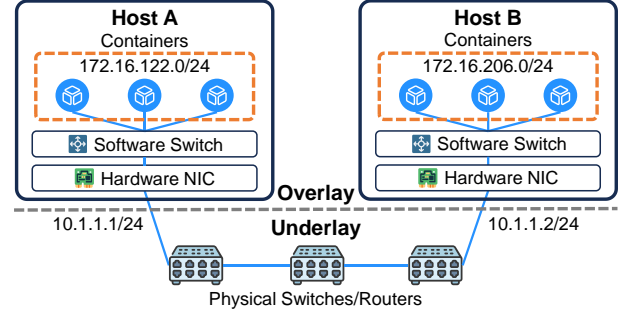 Host A
Containers
172.16.122.0/24
Software Switch
Hardware NIC
Host B
Containers
172.16.206.0/24
Software Switch
Hardware NIC
Overlay
10.1.1.1/24
Underlay
10.1.1.2/24
Physical Switches/Routers